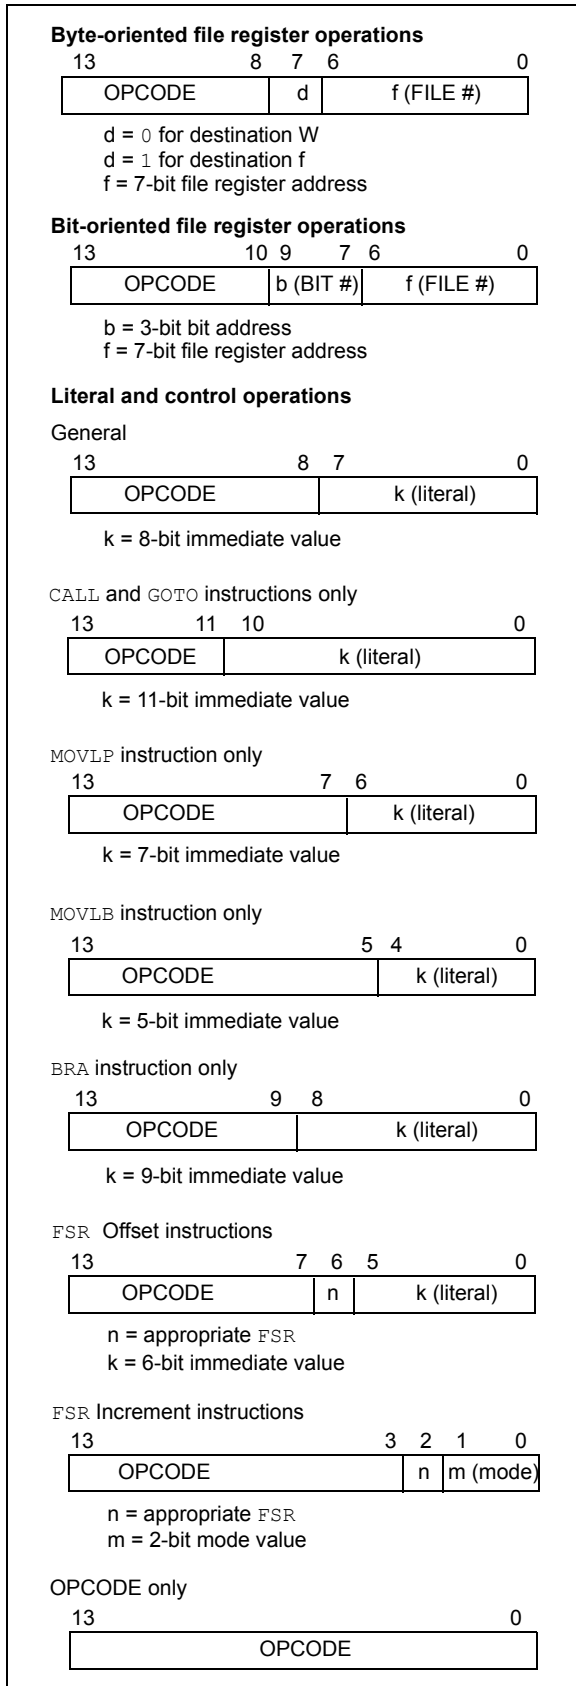 Byte-oriented file register operations
13 8 7 6 0
OPCODE d f (FILE #)
d = 0 for destination W
d = 1 for destination f
f = 7-bit file register address
Bit-oriented file register operations
13 10 9 7 6 0
OPCODE b (BIT #) f (FILE #)
b = 3-bit bit address
f = 7-bit file register address
Literal and control operations
General
13 8 7 0
OPCODE k (literal)
k = 8-bit immediate value
CALL and GOTO instructions only
13 11 10 0
OPCODE k (literal)
k = 11-bit immediate value
MOVLP instruction only
13 7 6 0
OPCODE k (literal)
k = 7-bit immediate value
MOVLB instruction only
13 5 4 0
OPCODE k (literal)
k = 5-bit immediate value
BRA instruction only
13 9 8 0
OPCODE k (literal)
k = 9-bit immediate value
FSR Offset instructions
13 7 6 5 0
OPCODE n k (literal)
n = appropriate FSR
k = 6-bit immediate value
FSR Increment instructions
13 3 2 1 0
OPCODE n m (mode)
n = appropriate FSR
m = 2-bit mode value
OPCODE only
13 0
OPCODE